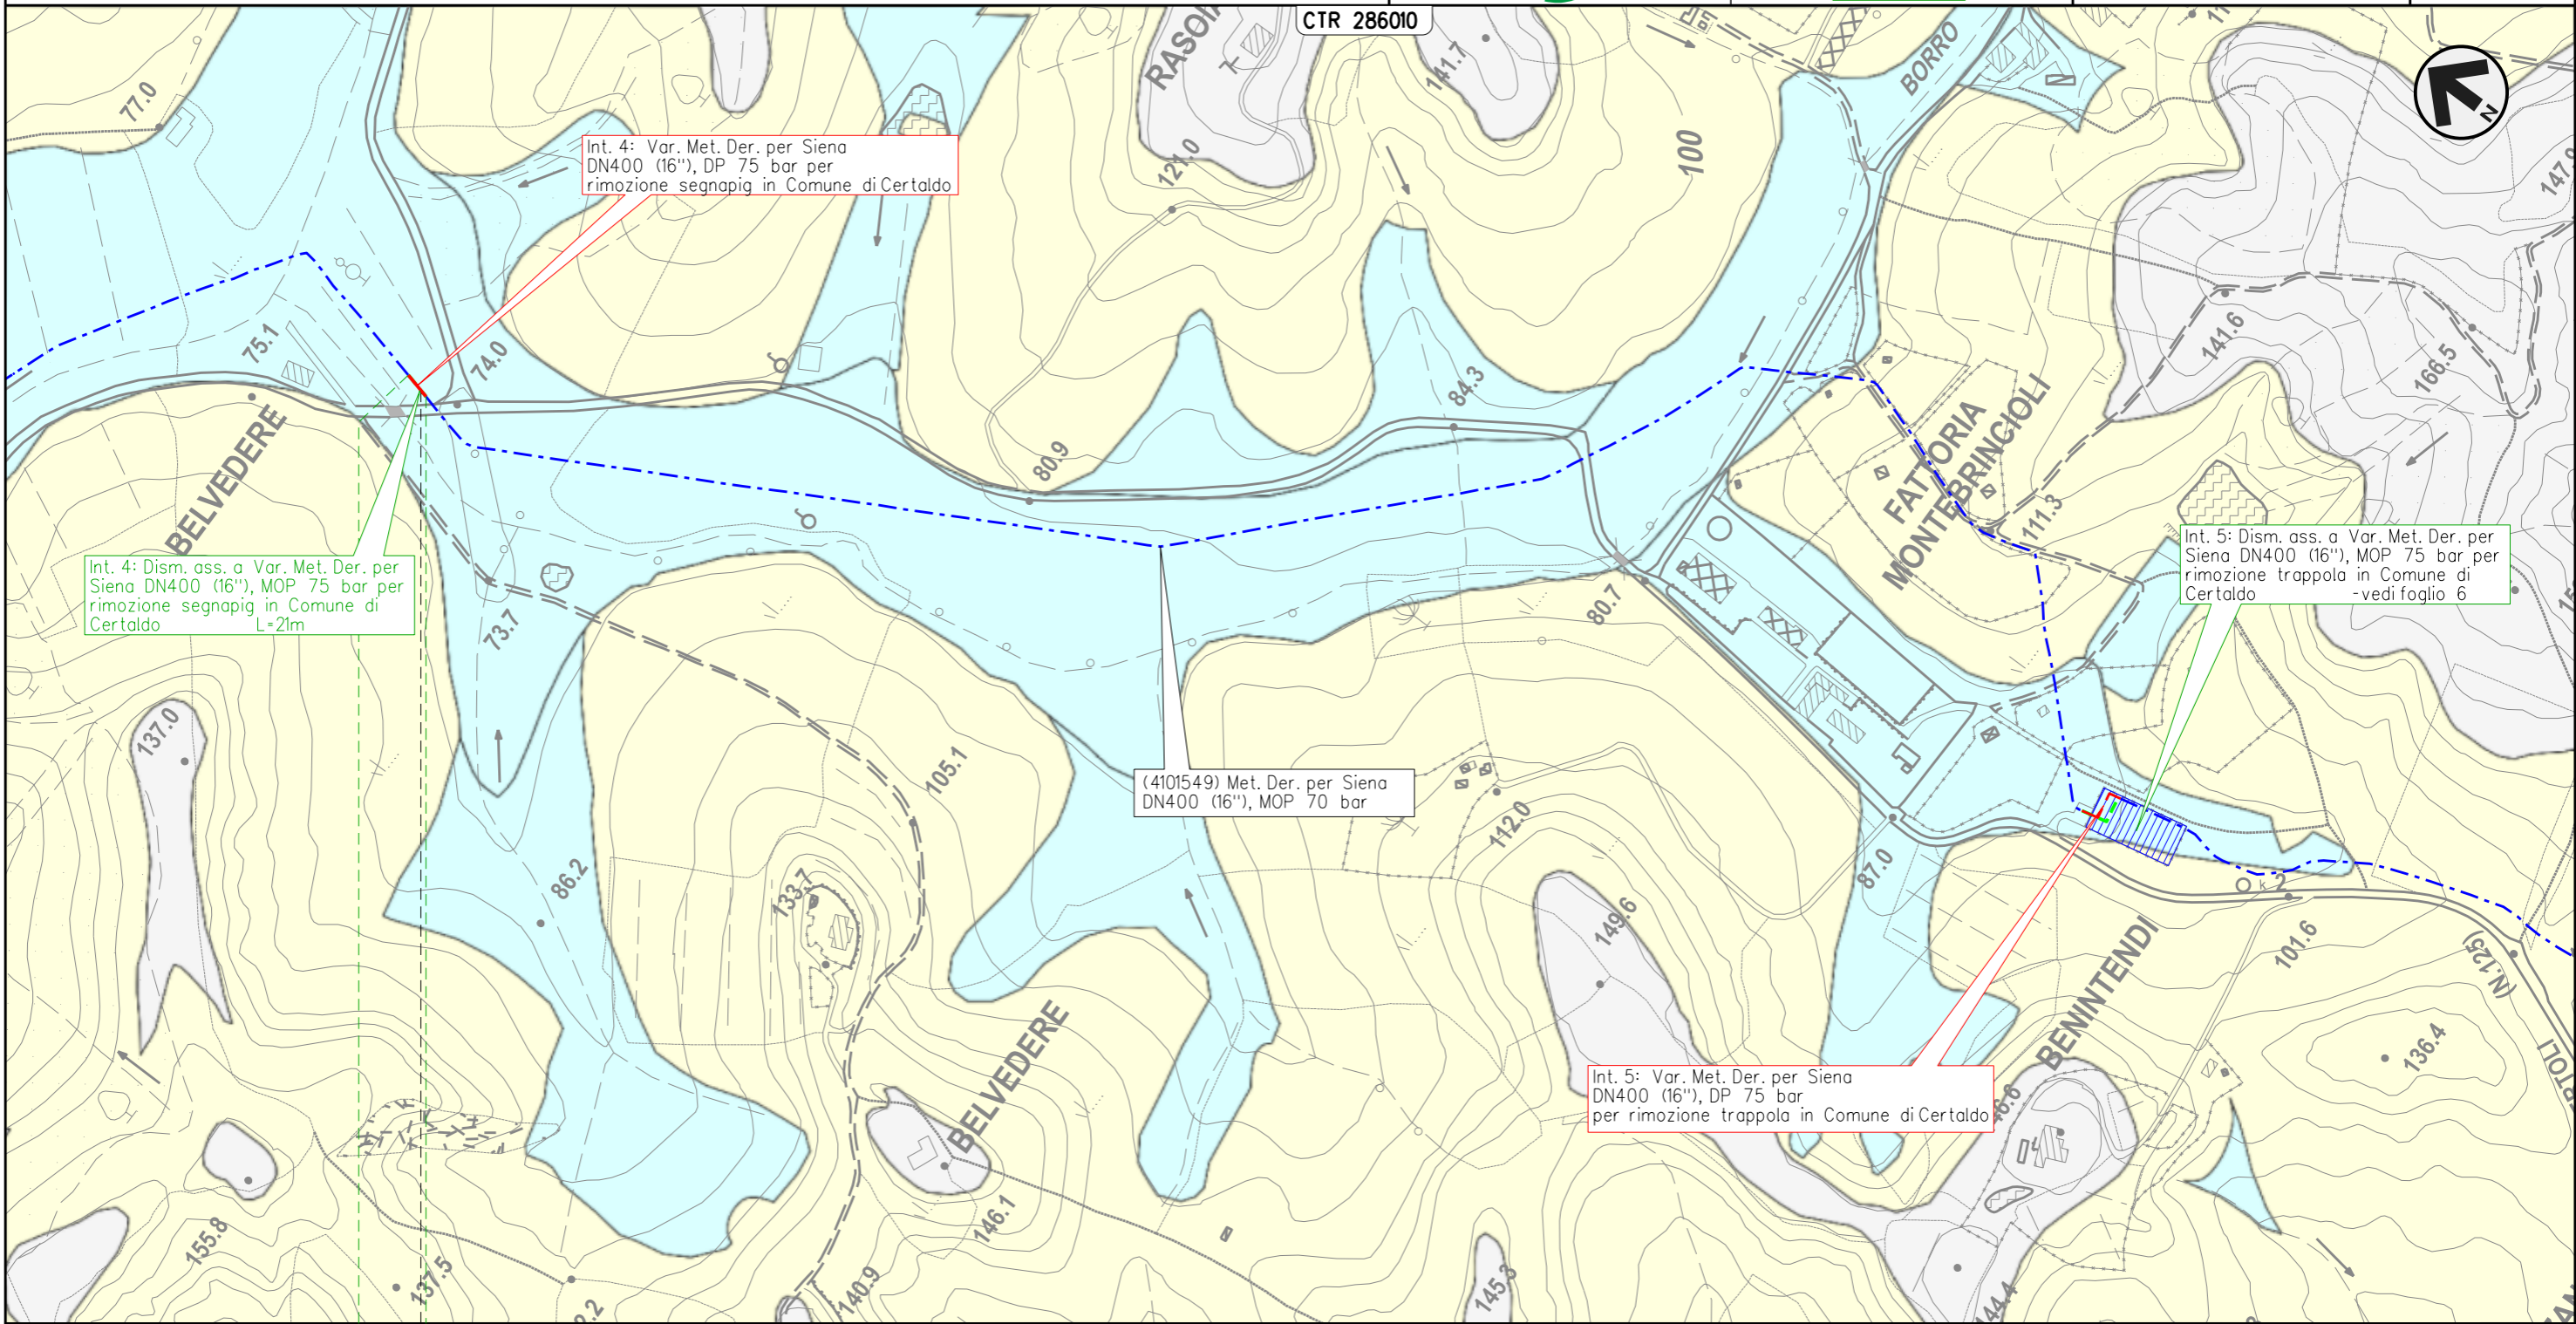 CTR 286010
77.0
141.7
BORRO
147.0
N
Int. 4: Var. Met. Der. per Siena
DN400 (16"), DP 75 bar per
rimozione segnapig in Comune di Certaldo
121.0
100
75.1
74.0
84.3
141.6
166.5
BELVEDERE
80.9
FATTORIA
MONTEBRINCIOLI
111.3
Int. 4: Dism. ass. a Var. Met. Der. per
Siena DN400 (16"), MOP 75 bar per
rimozione segnapig in Comune di
Certaldo L=21m
Int. 5: Dism. ass. a Var. Met. Der. per
Siena DN400 (16"), MOP 75 bar per
rimozione trappola in Comune di
Certaldo -vedi foglio 6
73.7
80.7
137.0
105.1
(4101549) Met. Der. per Siena
DN400 (16"), MOP 70 bar
112.0
86.2
133.7
87.0
k 2
149.6
101.6
(N.125)
BELVEDERE
BENINTENDI
136.4
Int. 5: Var. Met. Der. per Siena
DN400 (16"), DP 75 bar
per rimozione trappola in Comune di Certaldo
155.8
146.1
137.5
140.9
145.3
144.4